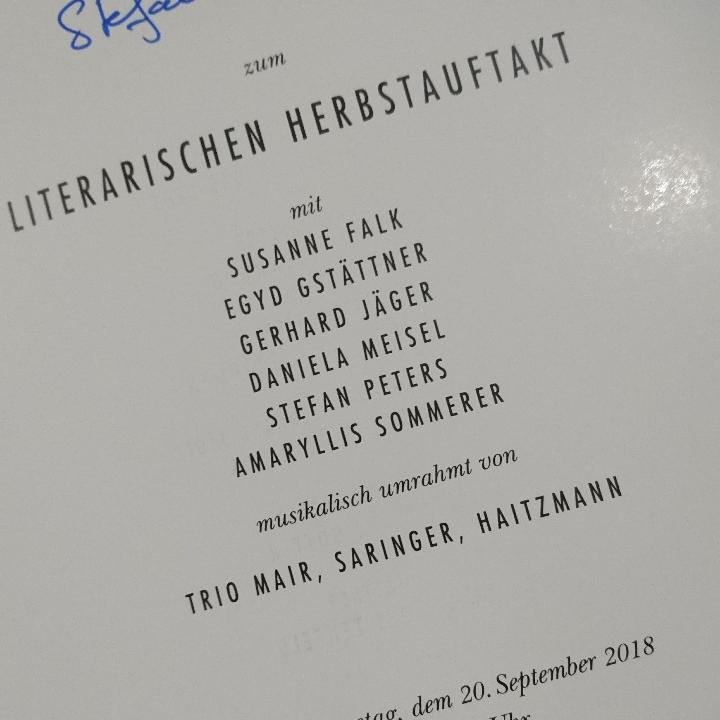 zum
LITERARISCHEN HERBSTAUFTAKT
mit
SUSANNE FALK
EGYD GSTÄTTNER
GERHARD JÄGER
DANIELA MEISEL
STEFAN PETERS
AMARYLLIS SOMMERER
musikalisch umrahmt von
TRIO MAIR, SARINGER, HAITZMANN
dem 20. September 2018